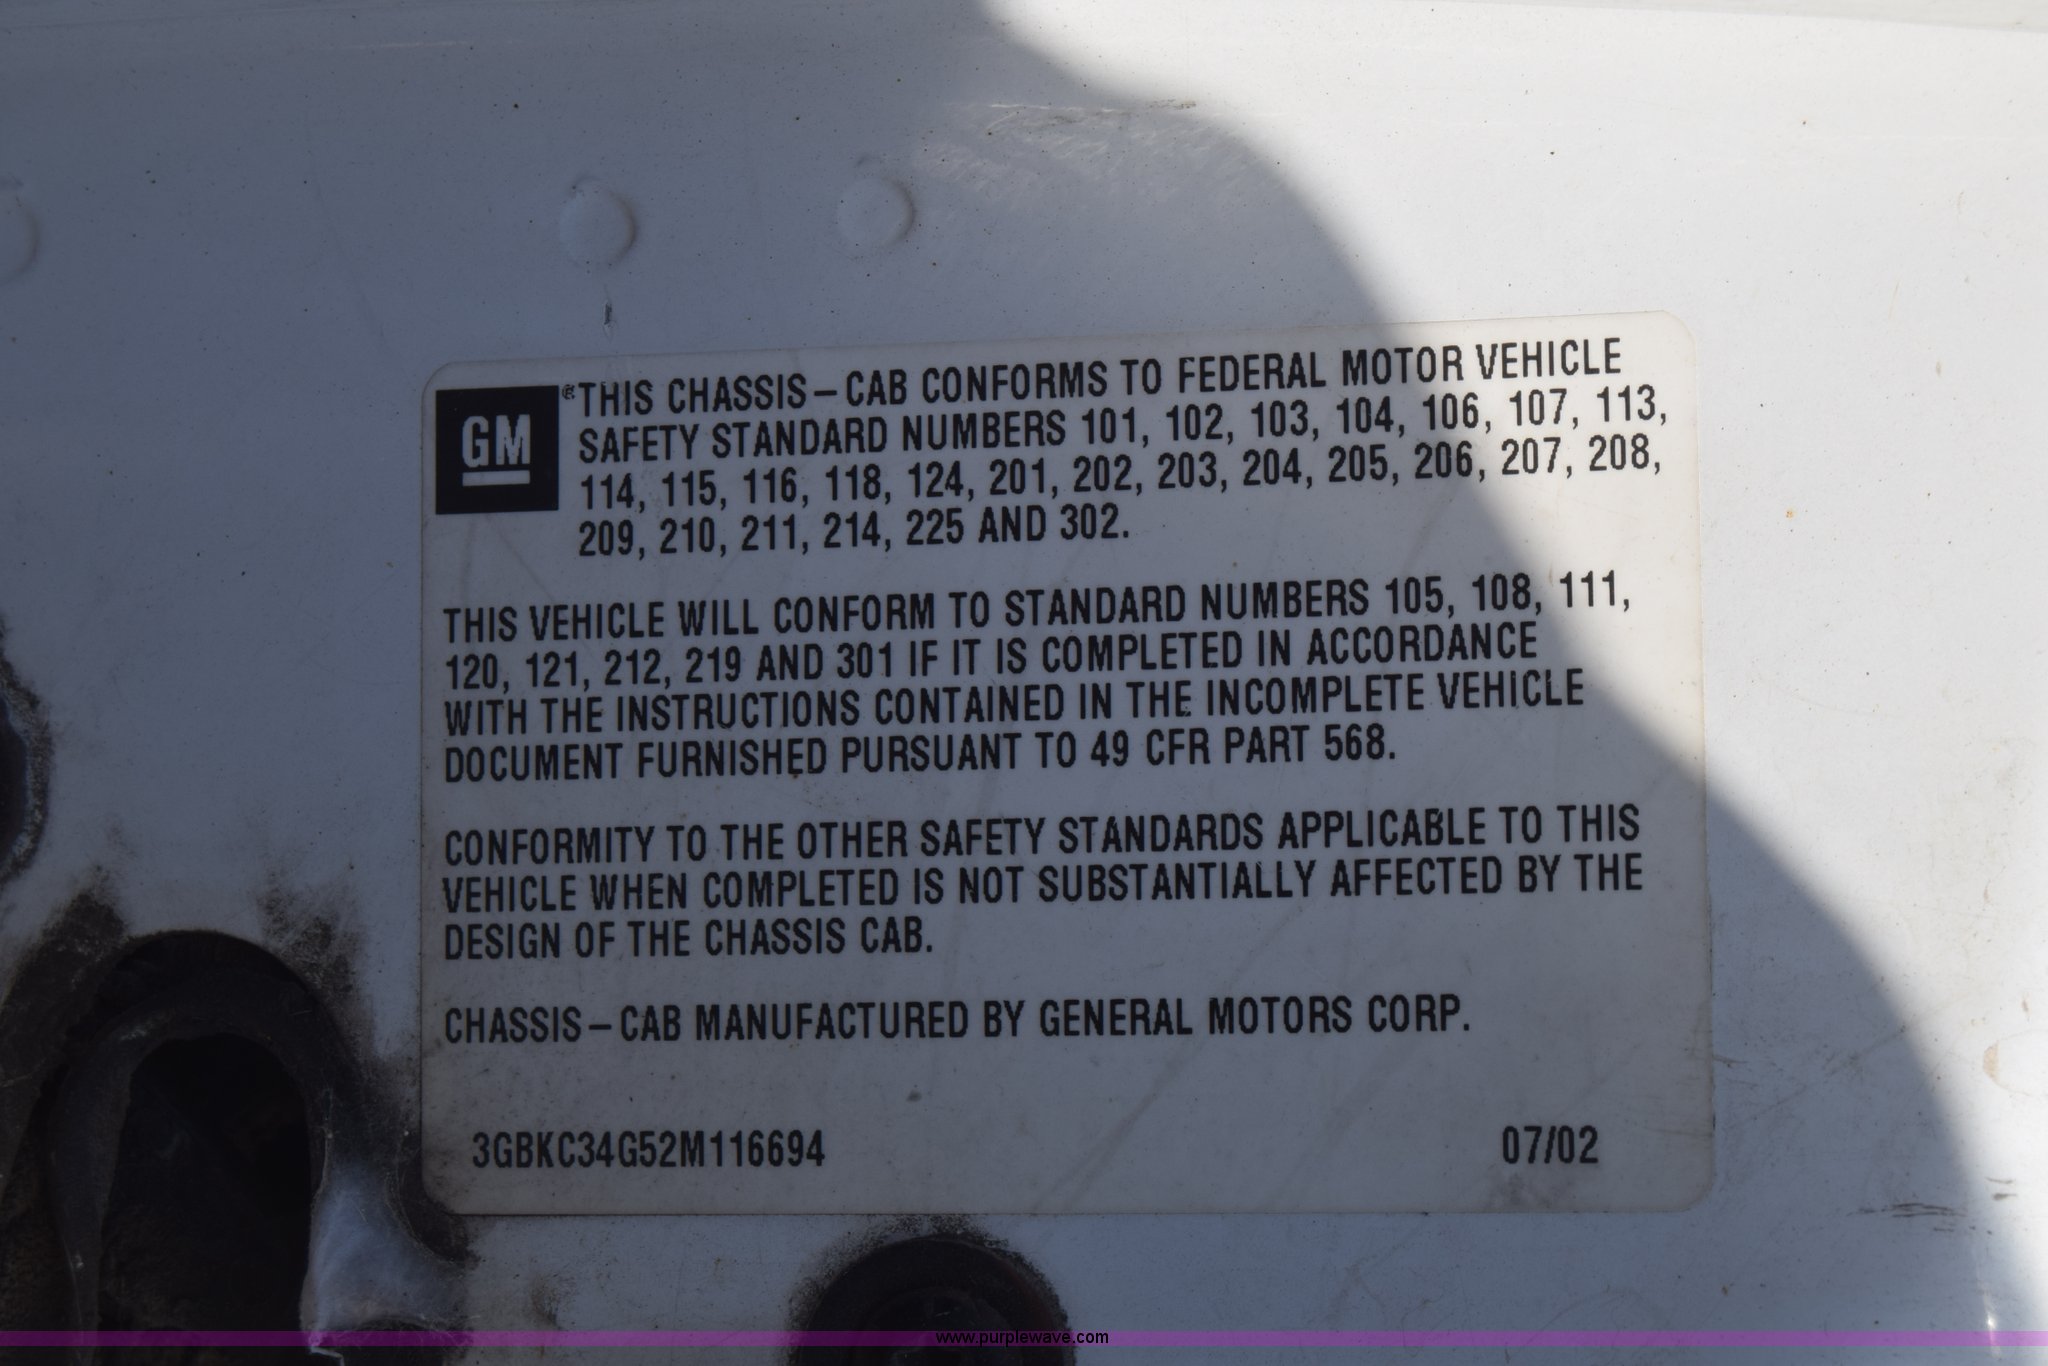 GM
®THIS CHASSIS-CAB CONFORMS TO FEDERAL MOTOR VEHICLE
SAFETY STANDARD NUMBERS 101, 102, 103, 104, 106, 107, 113,
114, 115, 116, 118, 124, 201, 202, 203, 204, 205, 206, 207, 208,
209, 210, 211, 214, 225 AND 302.
THIS VEHICLE WILL CONFORM TO STANDARD NUMBERS 105, 108, 111,
120, 121, 212, 219 AND 301 IF IT IS COMPLETED IN ACCORDANCE
WITH THE INSTRUCTIONS CONTAINED IN THE INCOMPLETE VEHICLE
DOCUMENT FURNISHED PURSUANT TO 49 CFR PART 568.
CONFORMITY TO THE OTHER SAFETY STANDARDS APPLICABLE TO THIS
VEHICLE WHEN COMPLETED IS NOT SUBSTANTIALLY AFFECTED BY THE
DESIGN OF THE CHASSIS CAB.
CHASSIS-CAB MANUFACTURED BY GENERAL MOTORS CORP.
3GBKC34G52M116694 07/02
www.purplewave.com